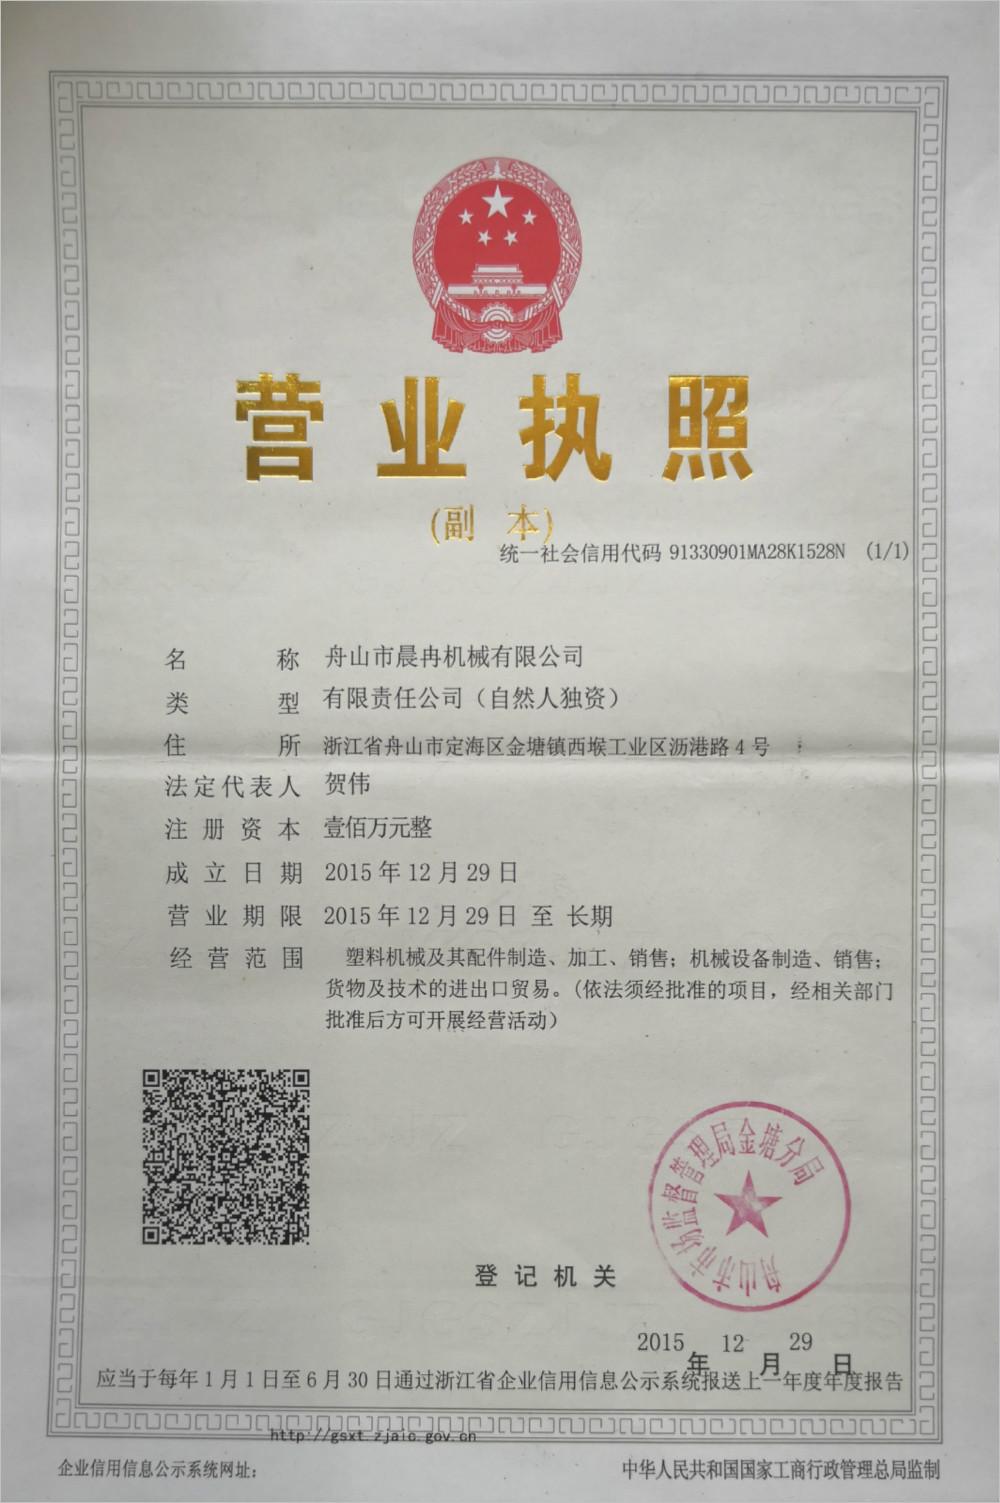 营业执照
(副 本)
统一社会信用代码 91330901MA28K1528N (1/1)
名 称 舟山市晨冉机械有限公司
类 型 有限责任公司（自然人独资）
住 所 浙江省舟山市定海区金塘镇西堠工业区沥港路4号
法定代表人 贺伟
注册资本 壹佰万元整
成立日期 2015年12月29日
营业期限 2015年12月29日 至 长期
经营范围 塑料机械及其配件制造、加工、销售；机械设备制造、销售；
货物及技术的进出口贸易。(依法须经批准的项目，经相关部门
批准后方可开展经营活动）
舟山市市场监督管理局金塘分局
登记机关
2015年 12月 29日
应当于每年1月1日至6月30日通过浙江省企业信用信息公示系统报送上一年度年度报告
http://gsxt.zjaic.gov.cn
企业信用信息公示系统网址：
中华人民共和国国家工商行政管理总局监制